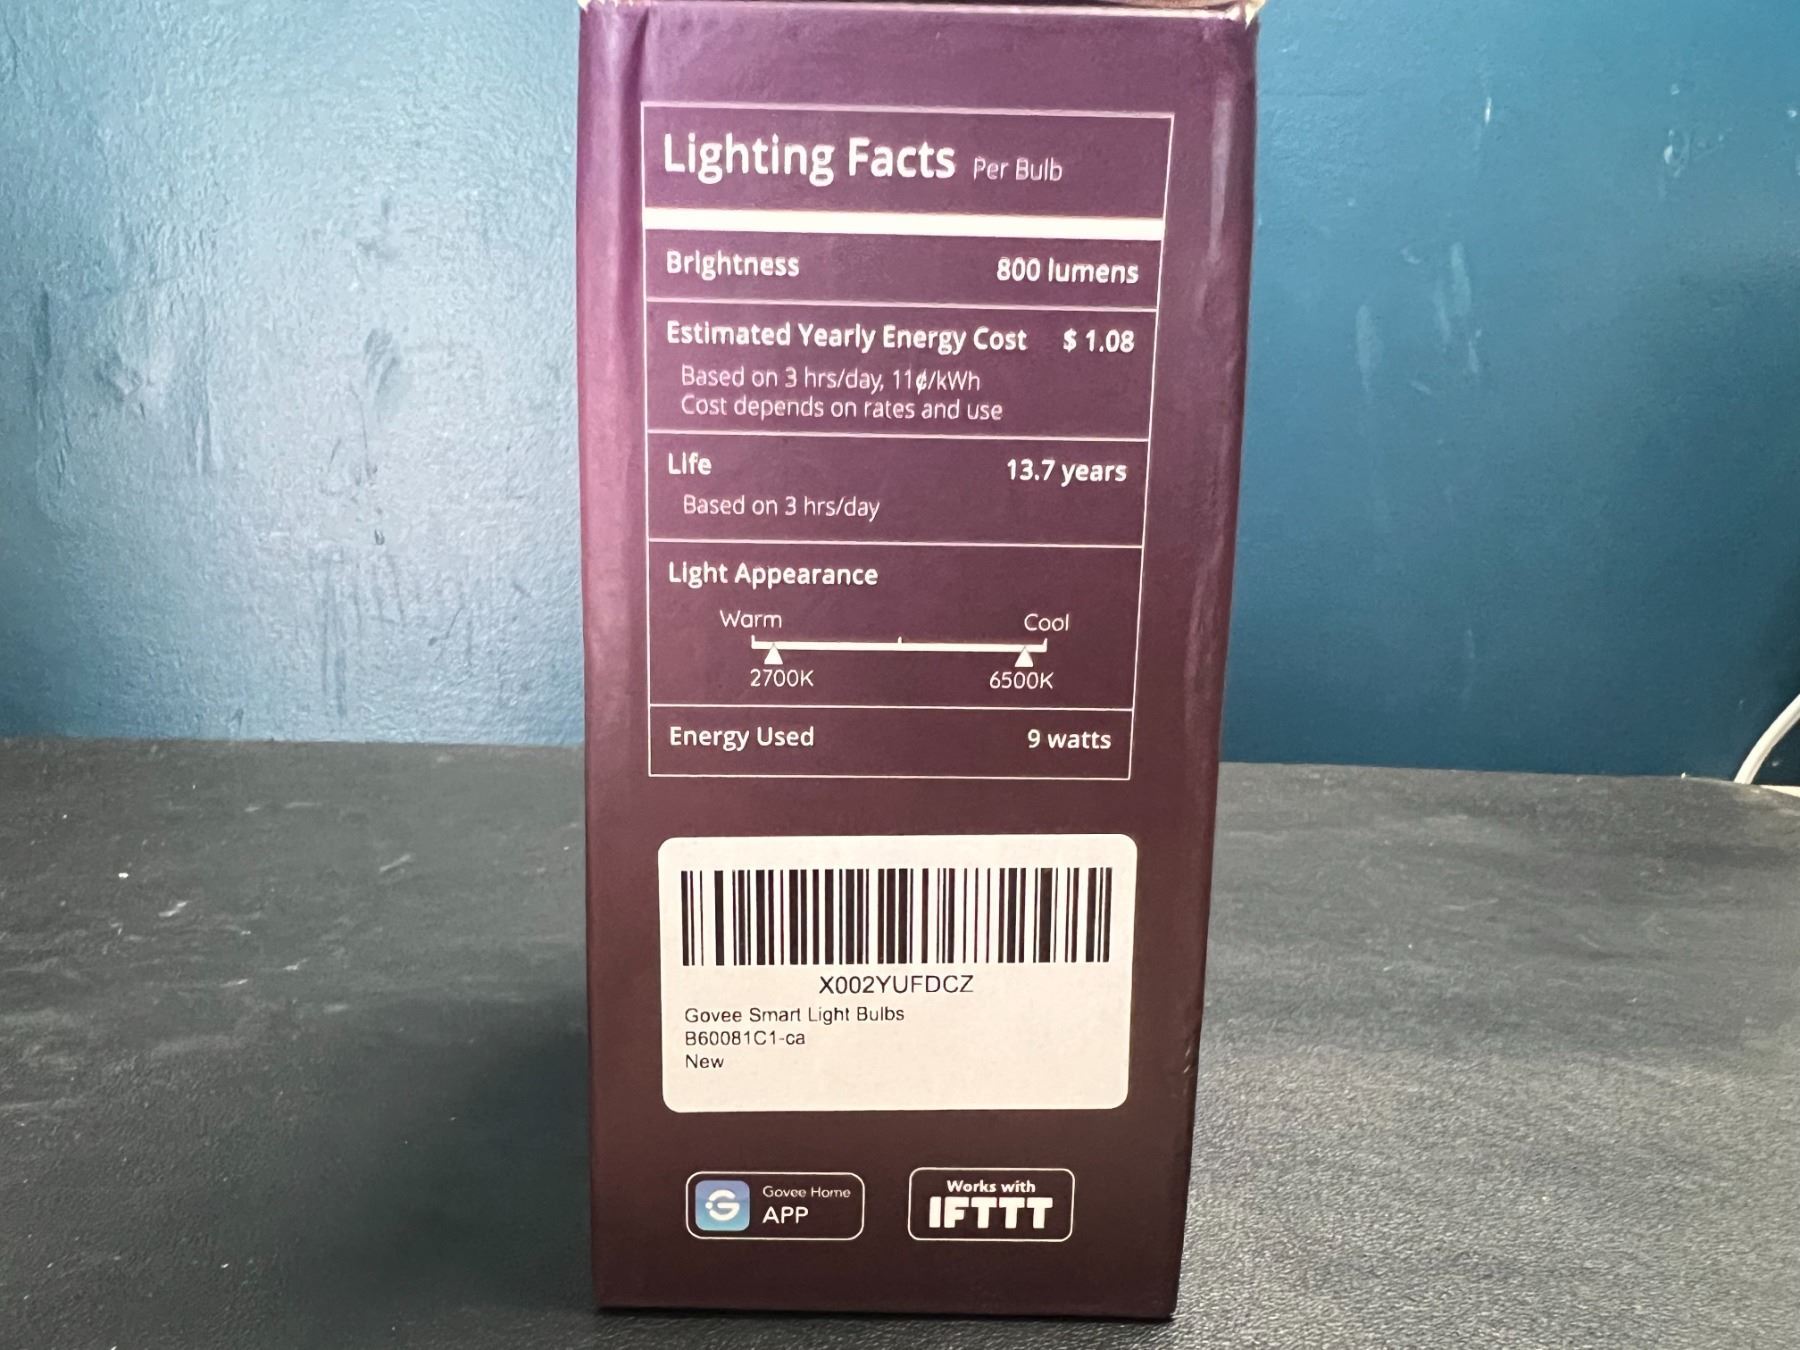 Lighting Facts Per Bulb
Brightness 800 lumens
Estimated Yearly Energy Cost $ 1.08
Based on 3 hrs/day, 11¢/kWh
Cost depends on rates and use
Life 13.7 years
Based on 3 hrs/day
Light Appearance
Warm Cool
2700K 6500K
Energy Used 9 watts
X002YUFDCZ
Govee Smart Light Bulbs
B60081C1-ca
New
Govee Home
APP
Works with
IFTTT